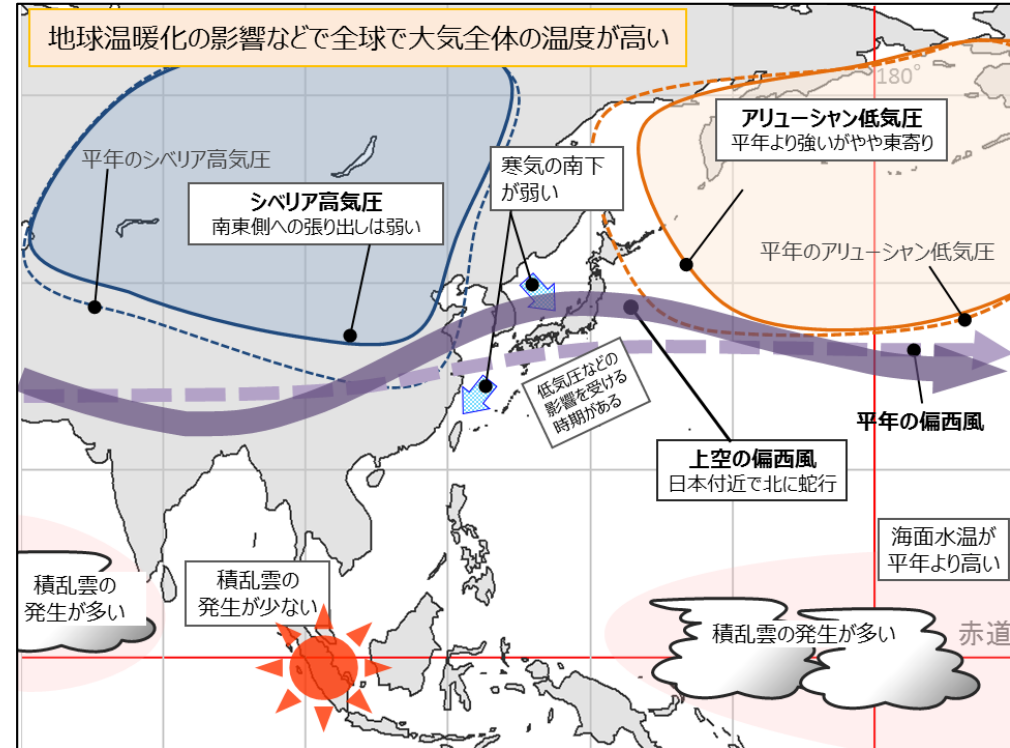 地球温暖化の影響などで全球で大気全体の温度が高い
180°
アリューシャン低気圧
平年より強いがやや東寄り
平年のシベリア高気圧
寒気の南下
が弱い
シベリア高気圧
南東側への張り出しは弱い
平年のアリューシャン低気圧
低気圧などの
影響を受ける
時期がある
平年の偏西風
上空の偏西風
日本付近で北に蛇行
海面水温が
平年より高い
積乱雲の
発生が多い
積乱雲の
発生が少ない
積乱雲の発生が多い
赤道